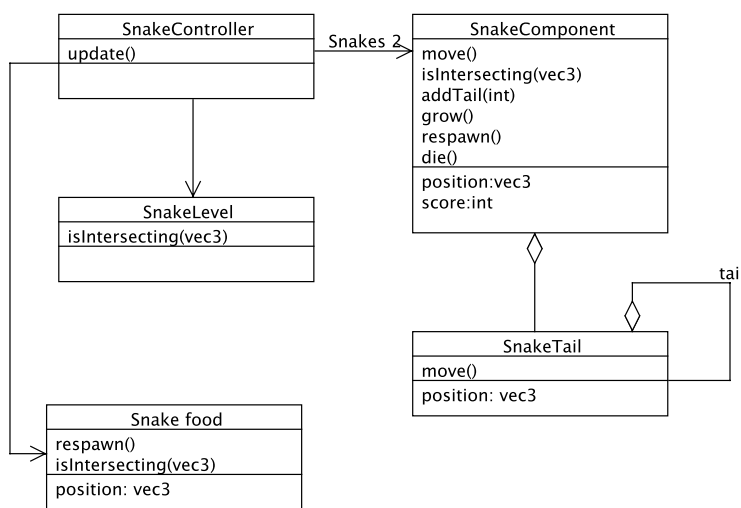 SnakeController
update()
Snakes 2
SnakeComponent
move()
isIntersecting(vec3)
addTail(int)
grow()
respawn()
die()
position:vec3
score:int
SnakeLevel
isIntersecting(vec3)
tai
SnakeTail
move()
position: vec3
Snake food
respawn()
isIntersecting(vec3)
position: vec3